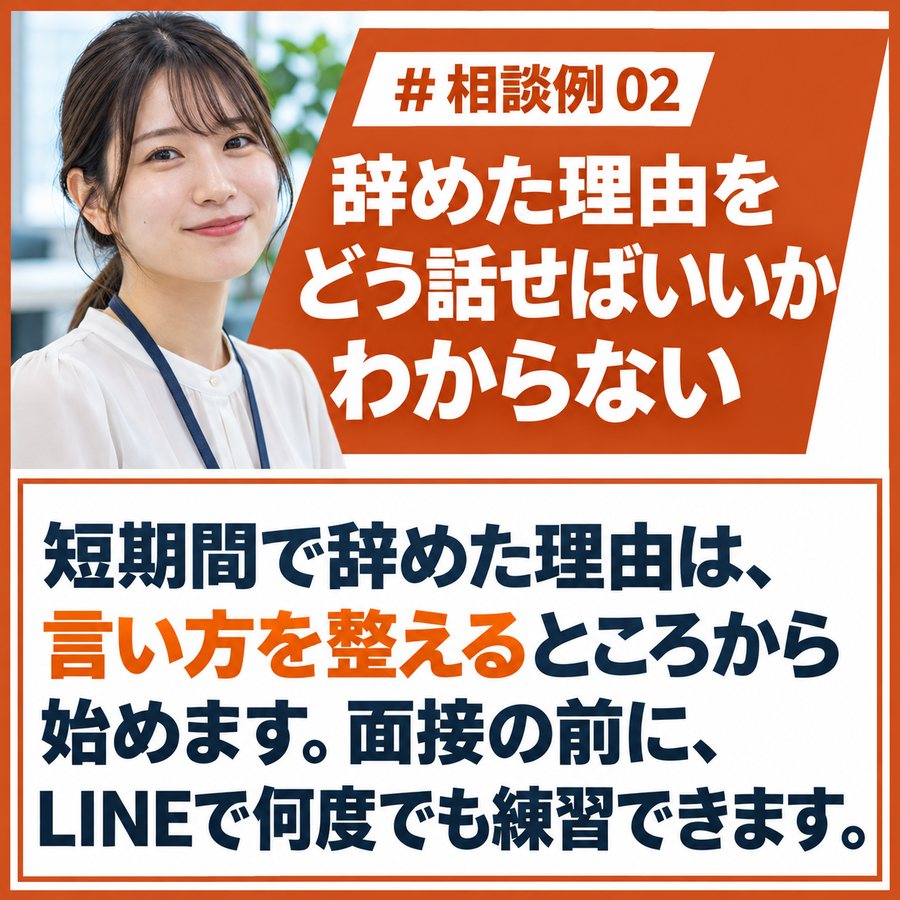 # 相談例 02
辞めた理由を
どう話せばいいか
わからない
短期間で辞めた理由は、
言い方を整えるところから
始めます。面接の前に、
LINEで何度でも練習できます。